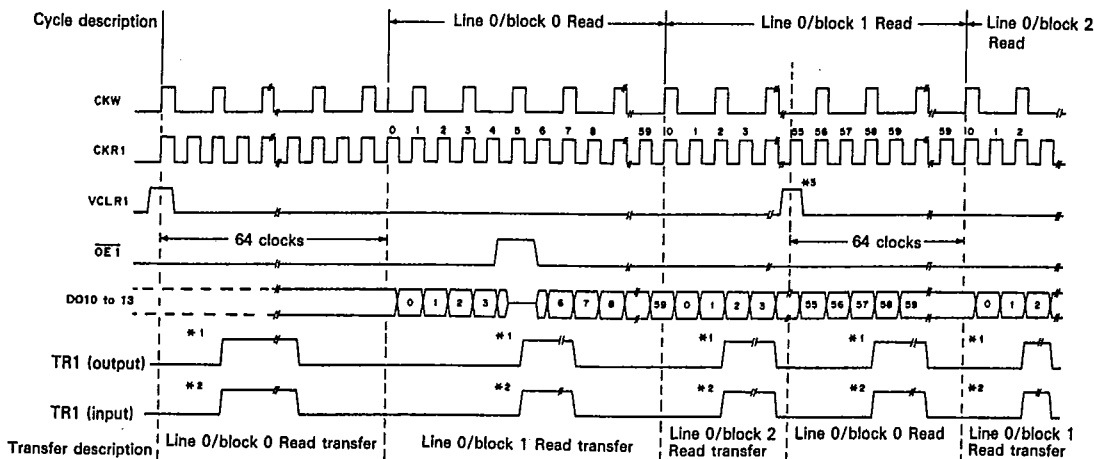 Cycle description
Line 0/block 0 Read
Line 0/block 1 Read
Line 0/block 2
Read
CKW
0 1 2 3 4 5 6 7 8 59 0 1 2 3 55 56 57 58 59 59 0 1 2
CKR1
VCLR1
*3
64 clocks
64 clocks
OE1
DO10 to 13
0 1 2 3 6 7 8 59 0 1 2 3 55 56 57 58 59 0 1 2
*1 *1 *1 *1 *1
TR1 (output)
*2 *2 *2 *2 *2
TR1 (input)
Transfer description
Line 0/block 0 Read transfer
Line 0/block 1 Read transfer
Line 0/block 2
Read transfer
Line 0/block 0 Read
Line 0/block 1
Read transfer